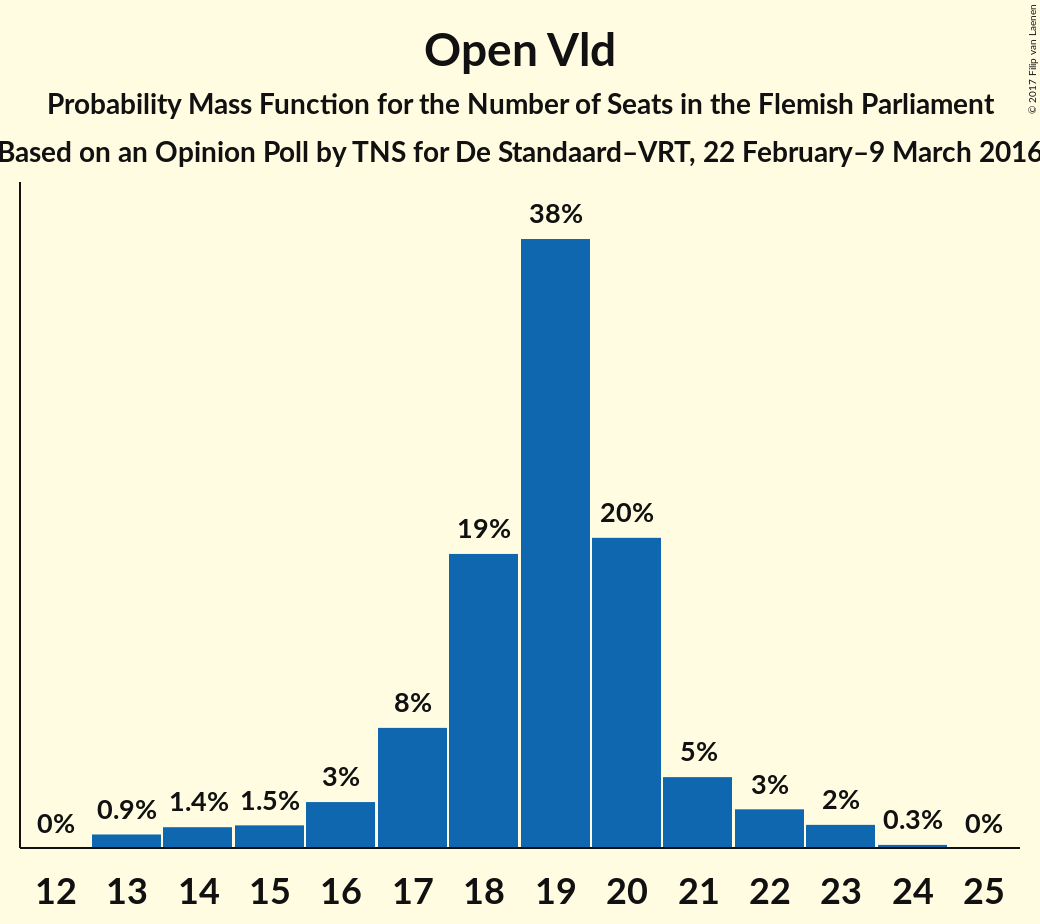 Open Vld
Probability Mass Function for the Number of Seats in the Flemish Parliament
Based on an Opinion Poll by TNS for De Standaard–VRT, 22 February–9 March 2016
© 2017 Filip van Laenen
38%
20%
19%
8%
5%
3%
3%
2%
1.5%
1.4%
0.9%
0.3%
0%
0%
12 13 14 15 16 17 18 19 20 21 22 23 24 25